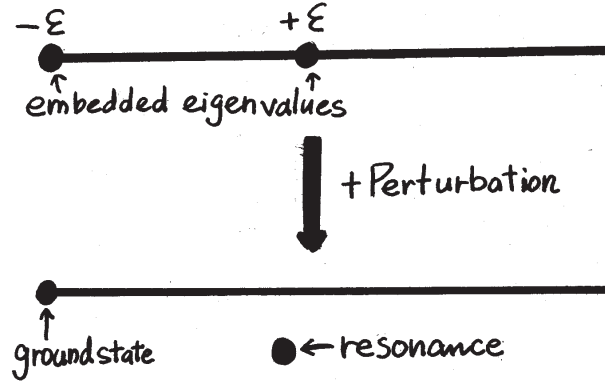 -ε +ε
embedded eigenvalues
+Perturbation
groundstate
resonance